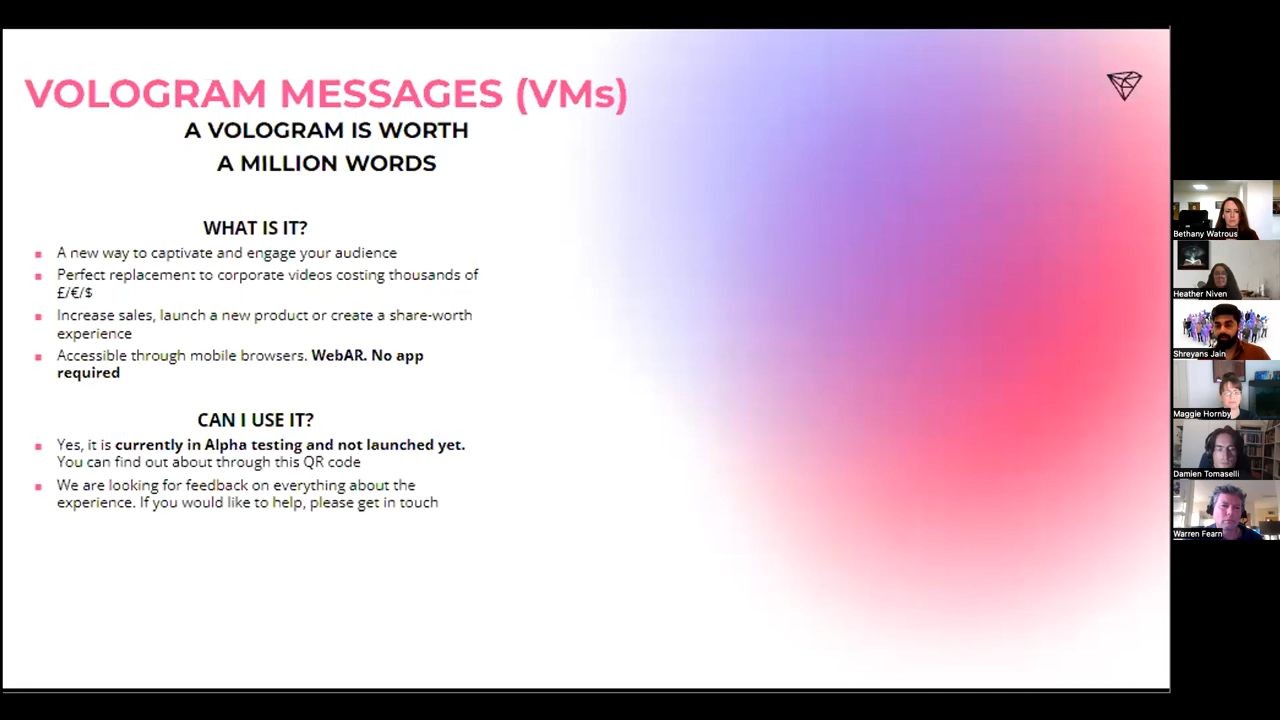 VOLOGRAM MESSAGES (VMs)
A VOLOGRAM IS WORTH
A MILLION WORDS
WHAT IS IT?
A new way to captivate and engage your audience
Perfect replacement to corporate videos costing thousands of
£/€/$
Increase sales, launch a new product or create a share-worth
experience
Accessible through mobile browsers. WebAR. No app
required
CAN I USE IT?
Yes, it is currently in Alpha testing and not launched yet.
You can find out about through this QR code
We are looking for feedback on everything about the
experience. If you would like to help, please get in touch
Bethany Watrous
Heather Niven
Shreyans Jain
Maggie Hornby
Damien Tomaselli
Warren Fearn